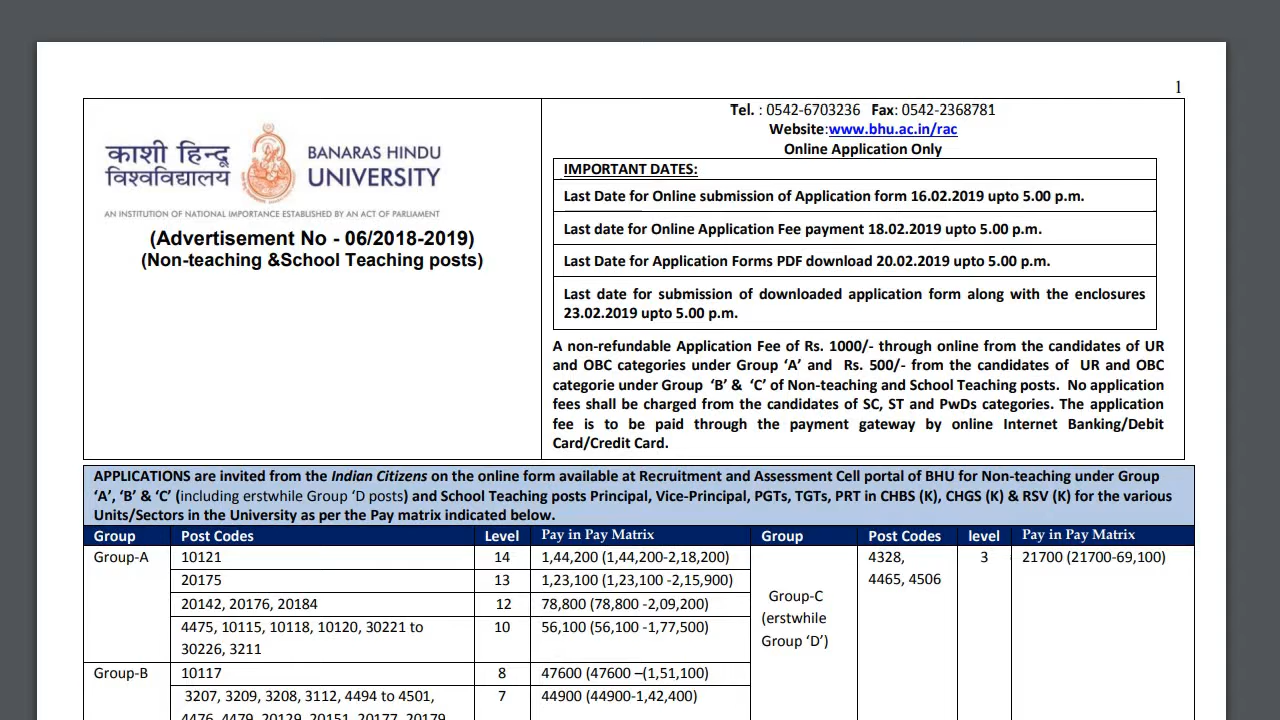 1
काशी हिन्दू
विश्वविद्यालय
BANARAS HINDU
UNIVERSITY
AN INSTITUTION OF NATIONAL IMPORTANCE ESTABLISHED BY AN ACT OF PARLIAMENT
(Advertisement No - 06/2018-2019)
(Non-teaching &School Teaching posts)
Tel. : 0542-6703236 Fax: 0542-2368781
Website:www.bhu.ac.in/rac
Online Application Only
IMPORTANT DATES:
Last Date for Online submission of Application form 16.02.2019 upto 5.00 p.m.
Last date for Online Application Fee payment 18.02.2019 upto 5.00 p.m.
Last Date for Application Forms PDF download 20.02.2019 upto 5.00 p.m.
Last date for submission of downloaded application form along with the enclosures
23.02.2019 upto 5.00 p.m.
A non-refundable Application Fee of Rs. 1000/- through online from the candidates of UR
and OBC categories under Group ‘A’ and Rs. 500/- from the candidates of UR and OBC
categorie under Group ‘B’ & ‘C’ of Non-teaching and School Teaching posts. No application
fees shall be charged from the candidates of SC, ST and PwDs categories. The application
fee is to be paid through the payment gateway by online Internet Banking/Debit
Card/Credit Card.
APPLICATIONS are invited from the Indian Citizens on the online form available at Recruitment and Assessment Cell portal of BHU for Non-teaching under Group
‘A’, ‘B’ & ‘C’ (including erstwhile Group ‘D posts) and School Teaching posts Principal, Vice-Principal, PGTs, TGTs, PRT in CHBS (K), CHGS (K) & RSV (K) for the various
Units/Sectors in the University as per the Pay matrix indicated below.
Group Post Codes Level Pay in Pay Matrix Group Post Codes level Pay in Pay Matrix
Group-A 10121 14 1,44,200 (1,44,200-2,18,200) 4328, 3 21700 (21700-69,100)
20175 13 1,23,100 (1,23,100 -2,15,900) 4465, 4506
20142, 20176, 20184 12 78,800 (78,800 -2,09,200) Group-C
4475, 10115, 10118, 10120, 30221 to 10 56,100 (56,100 -1,77,500) (erstwhile
30226, 3211 Group ‘D’)
Group-B 10117 8 47600 (47600 –(1,51,100)
3207, 3209, 3208, 3112, 4494 to 4501, 7 44900 (44900-1,42,400)
4476, 4479, 20129, 20151, 20177, 20179